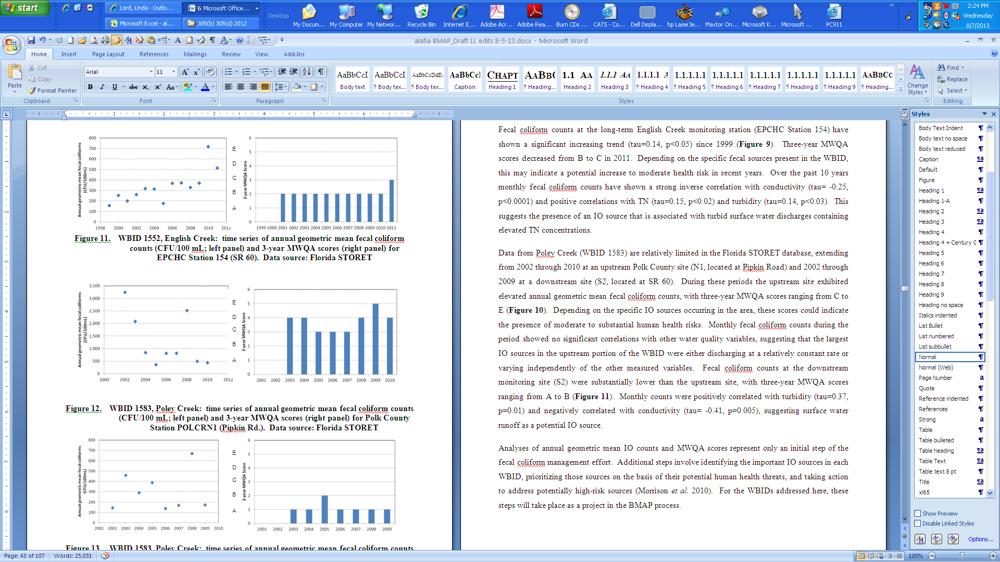 start
Lord, Linda - Outlo...
6 Microsoft Office...
Microsoft Excel - al...
305(b) 305(d) 2012
Desktop
My Docum...
My Computer
My Networ...
Recycle Bin
Internet E...
Adobe Acr...
Adobe Rea...
Burn CDs ...
CATS - Co...
Dell Displa...
hp LaserJe...
Maxtor On...
Microsoft K...
Microsoft ...
PC911
2:24 PM
Wednesday
8/7/2013
alafia BMAP_Draft LL edits 8-5-13.docx - Microsoft Word
Home Insert Page Layout References Mailings Review View Add-Ins
Paste
Cut
Copy
Format Painter
Clipboard
Arial 11
Font
Paragraph
AaBbCcI AaBbCcI AaBbCcDdE AaBbCcI CHAPT AABBC 1.1 AA 1.1.1 AA 1.1.1.1 A 1.1.1.1.1 1.1.1.1.1 1.1.1.1.1 1.1.1.1.1 1.1.1.1.1 AABBCC
Body text ¶ Body tex... ¶ Body tex... Caption Heading 1 ¶ Heading... Heading 2 Heading 3 ¶ Heading 4 ¶ Heading 5 ¶ Heading 6 ¶ Heading 7 ¶ Heading 8 ¶ Heading 9 ¶ Heading...
Styles
Change Styles
Find
Replace
Select
Editing
Annual geometric mean fecal coliforms (CFU/100mL)
800
700
600
500
400
300
200
100
0
1998 2000 2002 2004 2006 2008 2010 2012
E
D
C
B
A
3-year MWQA Score
6
5
4
3
2
1
0
1999 2000 2001 2002 2003 2004 2005 2006 2007 2008 2009 2010 2011
Figure 11. WBID 1552, English Creek: time series of annual geometric mean fecal coliform
counts (CFU/100 mL; left panel) and 3-year MWQA scores (right panel) for
EPCHC Station 154 (SR 60). Data source: Florida STORET
Annual geometric mean fecal coliforms (CFU/100mL)
3,500
3,000
2,500
2,000
1,500
1,000
500
0
2000 2002 2004 2006 2008 2010 2012
E
D
C
B
A
3-year MWQA Score
6
5
4
3
2
1
0
2001 2002 2003 2004 2005 2006 2007 2008 2009 2010
Figure 12. WBID 1583, Poley Creek: time series of annual geometric mean fecal coliform counts
(CFU/100 mL; left panel) and 3-year MWQA scores (right panel) for Polk County
Station POLCRN1 (Pipkin Rd.). Data source: Florida STORET
Annual geometric mean fecal coliforms (CFU/100mL)
800
700
600
500
400
300
200
100
0
2001 2002 2003 2004 2005 2006 2007 2008 2009 2010
E
D
C
B
A
3-year MWQA Score
6
5
4
3
2
1
0
2001 2002 2003 2004 2005 2006 2007 2008 2009
Figure 13. WBID 1583, Poley Creek: time series of annual geometric mean fecal coliform counts
Fecal coliform counts at the long-term English Creek monitoring station (EPCHC Station 154) have
shown a significant increasing trend (tau=0.14, p<0.05) since 1999 (Figure 9). Three-year MWQA
scores decreased from B to C in 2011. Depending on the specific fecal sources present in the WBID,
this may indicate a potential increase to moderate health risk in recent years. Over the past 10 years
monthly fecal coliform counts have shown a strong inverse correlation with conductivity (tau= -0.25,
p<0.0001) and positive correlations with TN (tau=0.15, p<0.02) and turbidity (tau=0.14, p<0.03). This
suggests the presence of an IO source that is associated with turbid surface water discharges containing
elevated TN concentrations.
Data from Poley Creek (WBID 1583) are relatively limited in the Florida STORET database, extending
from 2002 through 2010 at an upstream Polk County site (N1, located at Pipkin Road) and 2002 through
2009 at a downstream site (S2, located at SR 60). During these periods the upstream site exhibited
elevated annual geometric mean fecal coliform counts, with three-year MWQA scores ranging from C to
E (Figure 10). Depending on the specific IO sources occurring in the area, these scores could indicate
the presence of moderate to substantial human health risks. Monthly fecal coliform counts during the
period showed no significant correlations with other water quality variables, suggesting that the largest
IO sources in the upstream portion of the WBID were either discharging at a relatively constant rate or
varying independently of the other measured variables. Fecal coliform counts at the downstream
monitoring site (S2) were substantially lower than the upstream site, with three-year MWQA scores
ranging from A to B (Figure 11). Monthly counts were positively correlated with turbidity (tau=0.37,
p=0.01) and negatively correlated with conductivity (tau= -0.41, p=0.005), suggesting surface water
runoff as a potential IO source.
Analyses of annual geometric mean IO counts and MWQA scores represent only an initial step of the
fecal coliform management effort. Additional steps involve identifying the important IO sources in each
WBID, prioritizing those sources on the basis of their potential human health threats, and taking action
to address potentially high-risk sources (Morrison et al. 2010). For the WBIDs addressed here, these
steps will take place as a project in the BMAP process.
Styles
Body Text Indent
Body text no space
Body text reduced
Caption
Default
Figure
Heading 1
Heading 1-A
Heading 2
Heading 3
Heading 4
Heading 4 + Century G
Heading 5
Heading 6
Heading 7
Heading 8
Heading 9
Heading no space
Italics indented
List Bullet
List numbered
List subbullet
Normal
Normal (Web)
Page Number
Quote
Reference indented
References
Strong
Table
Table bulleted
Table heading
Table Text
Table text 8 pt
Title
xl65
Show Preview
Disable Linked Styles
Options...
Page: 43 of 107 Words: 25,031
100%